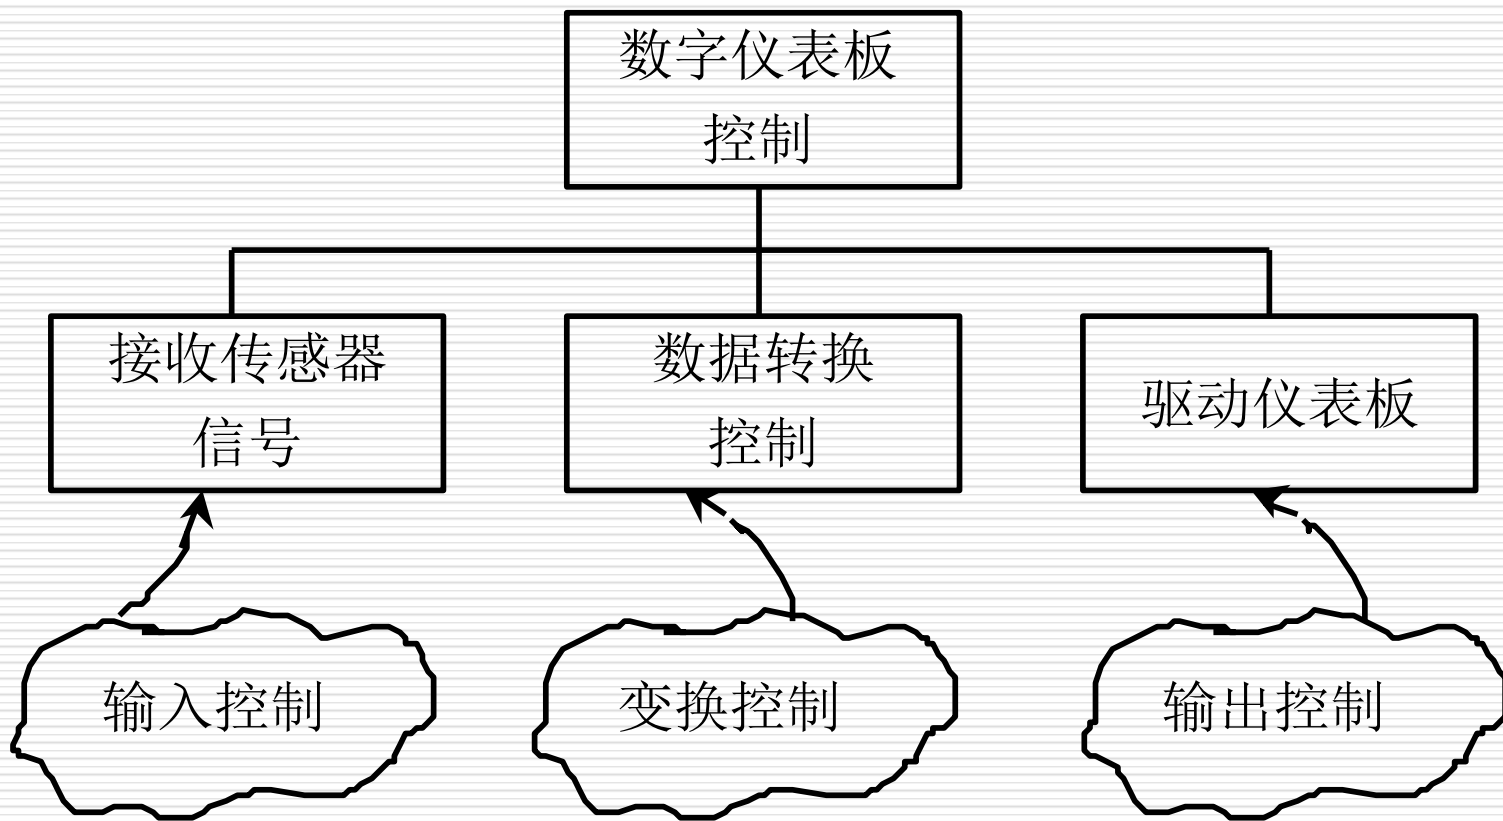 数字仪表板
控制
接收传感器
信号
数据转换
控制
驱动仪表板
输入控制
变换控制
输出控制